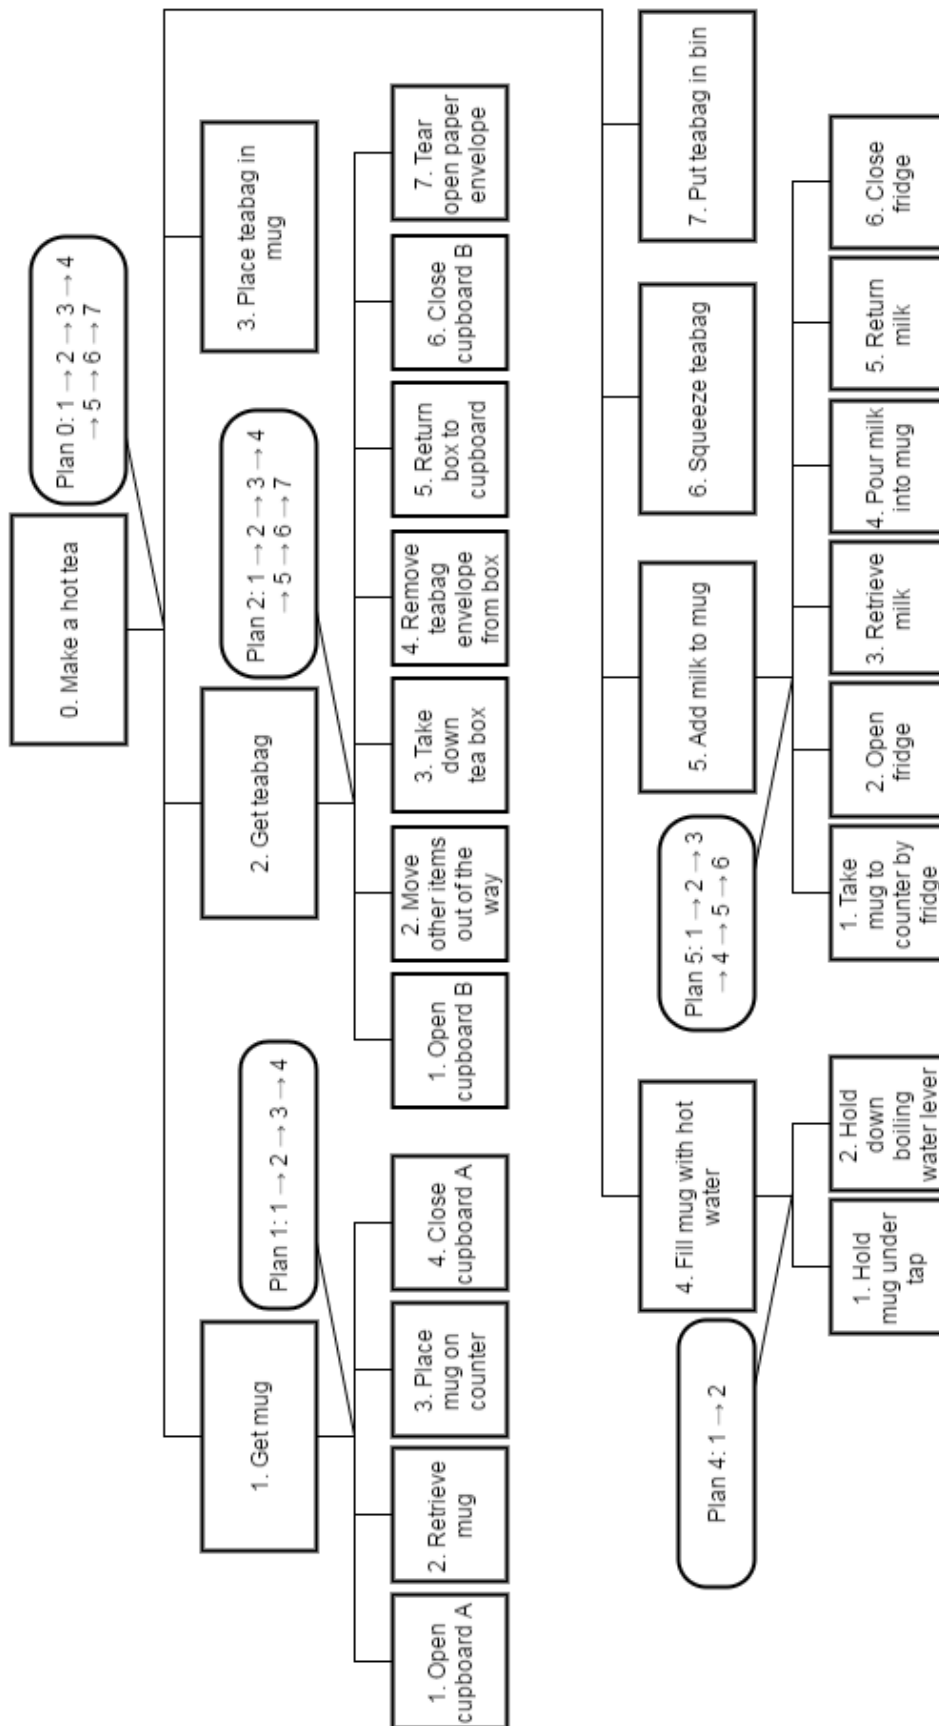 0. Make a hot tea
Plan 0: 1 → 2 → 3 → 4
→ 5 → 6 → 7
1. Get mug
Plan 1: 1 → 2 → 3 → 4
1. Open
cupboard A
2. Retrieve
mug
3. Place
mug on
counter
4. Close
cupboard A
2. Get teabag
Plan 2: 1 → 2 → 3 → 4
→ 5 → 6 → 7
1. Open
cupboard B
2. Move
other items
out of the
way
3. Take
down
tea box
4. Remove
teabag
envelope
from box
5. Return
box to
cupboard
6. Close
cupboard B
7. Tear
open paper
envelope
3. Place teabag in
mug
Plan 4: 1 → 2
4. Fill mug with hot
water
1. Hold
mug under
tap
2. Hold
down
boiling
water lever
Plan 5: 1 → 2 → 3
→ 4 → 5 → 6
5. Add milk to mug
1. Take
mug to
counter by
fridge
2. Open
fridge
3. Retrieve
milk
4. Pour milk
into mug
5. Return
milk
6. Close
fridge
6. Squeeze teabag
7. Put teabag in bin